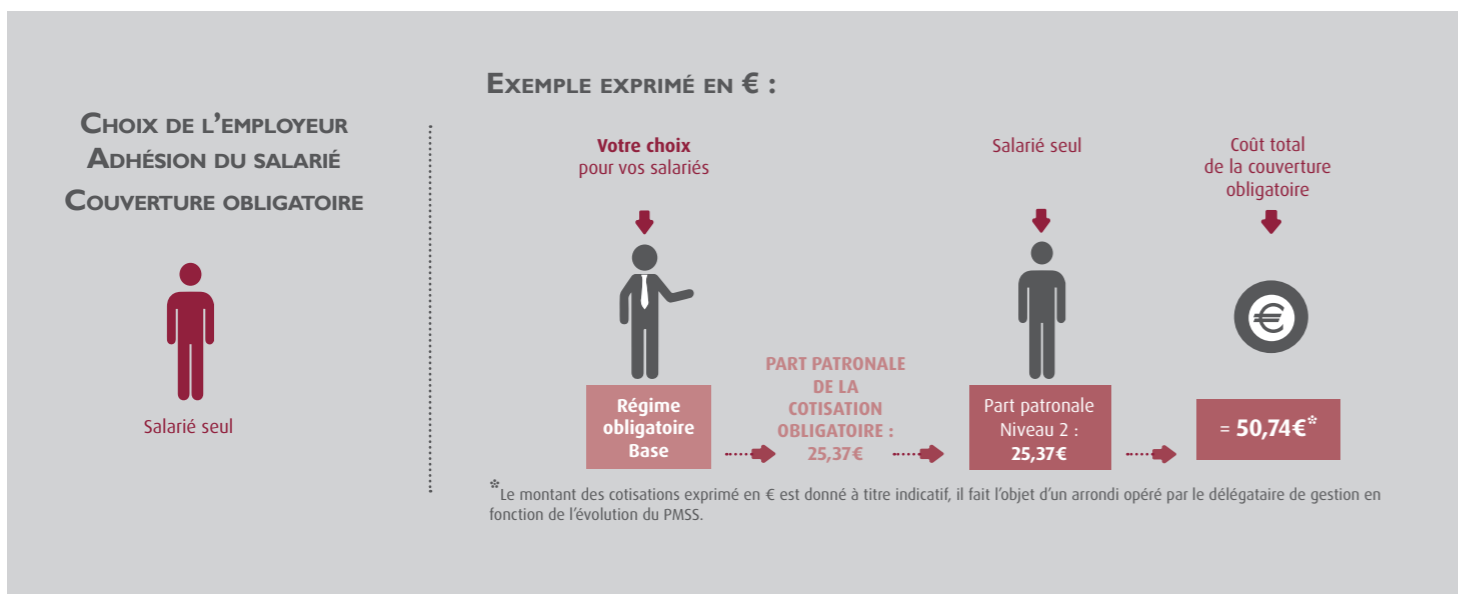 CHOIX DE L'EMPLOYEUR
ADHÉSION DU SALARIÉ
COUVERTURE OBLIGATOIRE
Salarié seul
EXEMPLE EXPRIMÉ EN € :
Votre choix
pour vos salariés
Salarié seul
Coût total
de la couverture
obligatoire
€
Régime
obligatoire
Base
PART PATRONALE
DE LA
COTISATION
OBLIGATOIRE :
25,37€
Part patronale
Niveau 2 :
25,37€
= 50,74€*
*Le montant des cotisations exprimé en € est donné à titre indicatif, il fait l'objet d'un arrondi opéré par le délégataire de gestion en
fonction de l'évolution du PMSS.